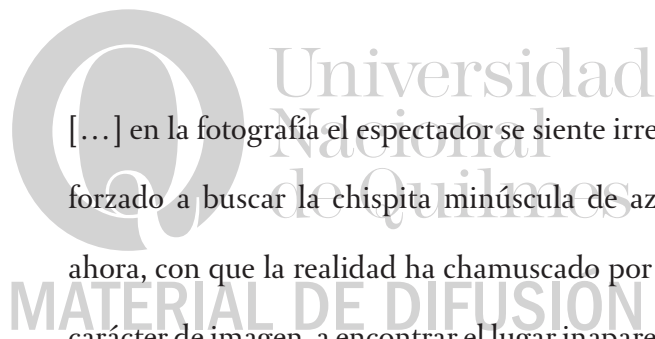 Universidad
[…] en la fotografía el espectador se siente irre
Nacional
forzado a buscar la chispita minúscula de az
de Quilmes
ahora, con que la realidad ha chamuscado por
MATERIAL DE DIFUSIÓN
carácter de imagen, a encontrar el lugar inapare